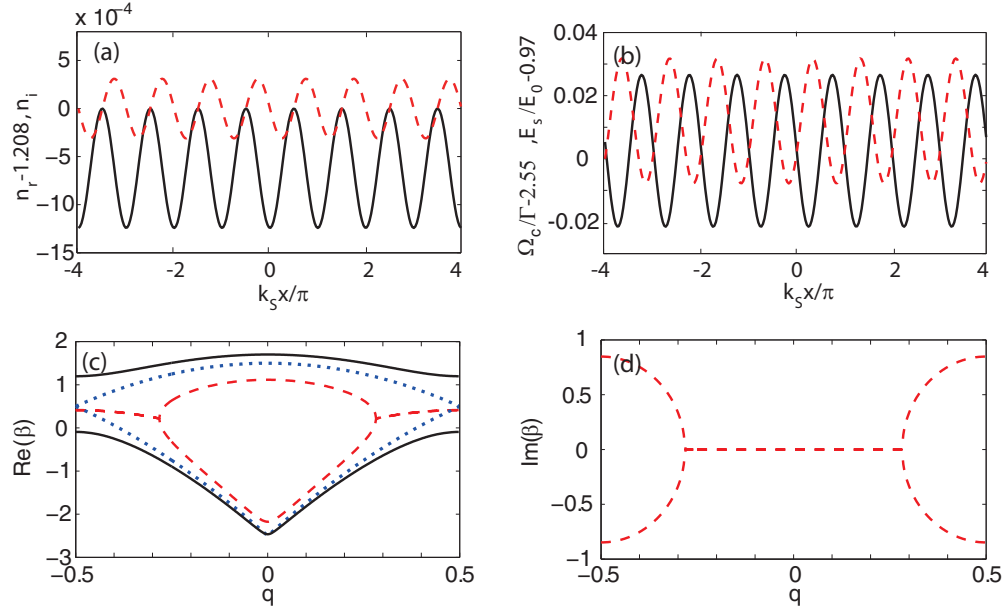 x 10⁻⁴
(a)
5
0
−5
−10
−15
n_r-1.208, n_i
-4
-2
0
2
4
k_S x/π
(b)
0.04
0.02
0
-0.02
Ω_c/Γ-2.55 , E_s/E_0-0.97
-4
-2
0
2
4
k_S x/π
(c)
2
1
0
−1
−2
−3
Re(β)
−0.5
0
0.5
q
(d)
1
0.5
0
−0.5
−1
Im(β)
−0.5
0
0.5
q